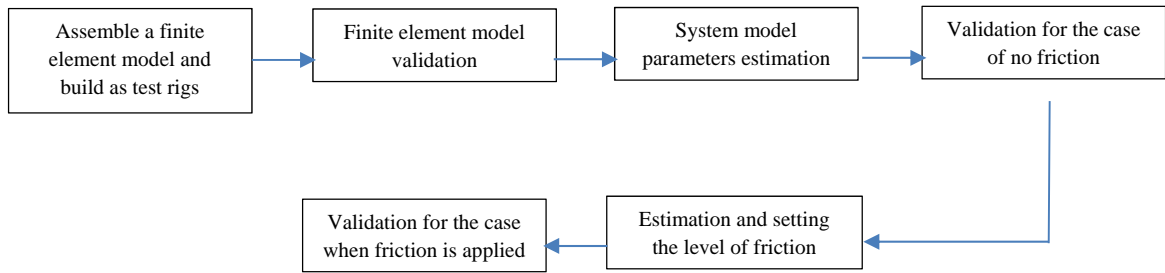 Assemble a finite
element model and
build as test rigs
Finite element model
validation
System model
parameters estimation
Validation for the case
of no friction
Estimation and setting
the level of friction
Validation for the case
when friction is applied